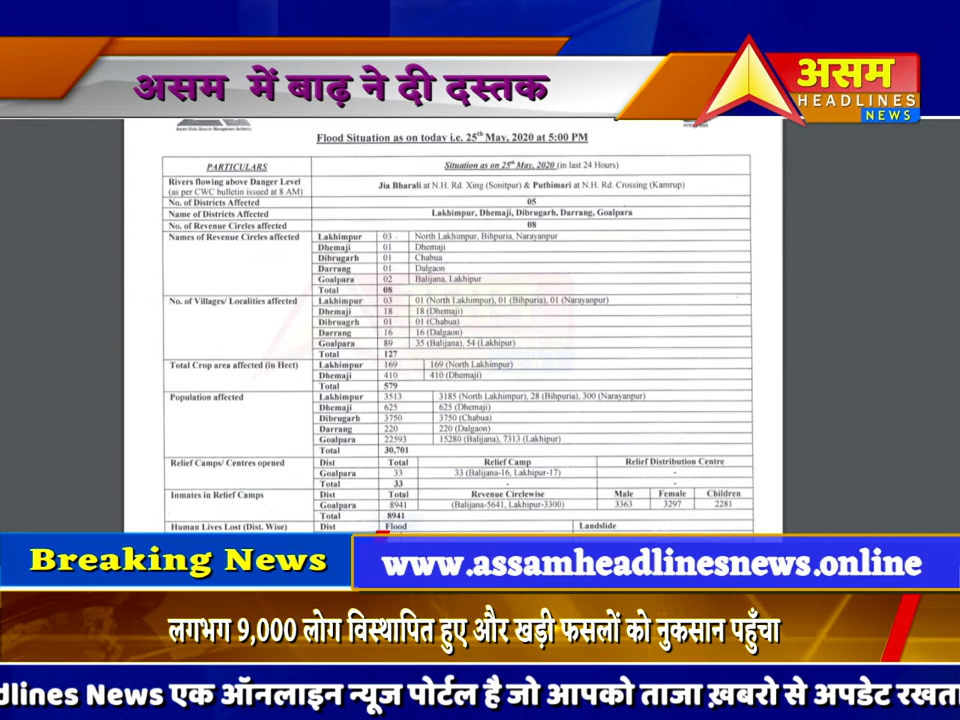 असम में बाढ़ ने दी दस्तक
असम
HEADLINES
NEWS
Assam State Disaster Management Authority
Flood Situation as on today i.e. 25th May, 2020 at 5:00 PM
PARTICULARS Situation as on 25th May, 2020 (in last 24 Hours)
Rivers flowing above Danger Level
(as per CWC bulletin issued at 8 AM) Jia Bharali at N.H. Rd. Xing (Sonitpur) & Puthimari at N.H. Rd. Crossing (Kamrup)
No. of Districts Affected 05
Name of Districts Affected Lakhimpur, Dhemaji, Dibrugarh, Darrang, Goalpara
No. of Revenue Circles affected 08
Names of Revenue Circles affected Lakhimpur 03 North Lakhimpur, Bihpuria, Narayanpur
Dhemaji 01 Dhemaji
Dibrugarh 01 Chabua
Darrang 01 Dalgaon
Goalpara 02 Balijana, Lakhipur
Total 08
No. of Villages/ Localities affected Lakhimpur 03 01 (North Lakhimpur), 01 (Bihpuria), 01 (Narayanpur)
Dhemaji 18 18 (Dhemaji)
Dibruagrh 01 01 (Chabua)
Darrang 16 16 (Dalgaon)
Goalpara 89 35 (Balijana), 54 (Lakhipur)
Total 127
Total Crop area affected (in Hect) Lakhimpur 169 169 (North Lakhimpur)
Dhemaji 410 410 (Dhemaji)
Total 579
Population affected Lakhimpur 3513 3185 (North Lakhimpur), 28 (Bihpuria), 300 (Narayanpur)
Dhemaji 625 625 (Dhemaji)
Dibrugarh 3750 3750 (Chabua)
Darrang 220 220 (Dalgaon)
Goalpara 22593 15280 (Balijana), 7313 (Lakhipur)
Total 30,701
Relief Camps/ Centres opened Dist Total Relief Camp Relief Distribution Centre
Goalpara 33 33 (Balijana-16, Lakhipur-17) -
Total 33 - -
Inmates in Relief Camps Dist Total Revenue Circlewise Male Female Children
Goalpara 8941 (Balijana-5641, Lakhipur-3300) 3363 3297 2281
Total 8941
Human Lives Lost (Dist. Wise) Dist Flood Landslide
Breaking News
www.assamheadlinesnews.online
लगभग 9,000 लोग विस्थापित हुए और खड़ी फसलों को नुकसान पहुँचा
dlines News एक ऑनलाइन न्यूज पोर्टल है जो आपको ताजा ख़बरो से अपडेट रखता